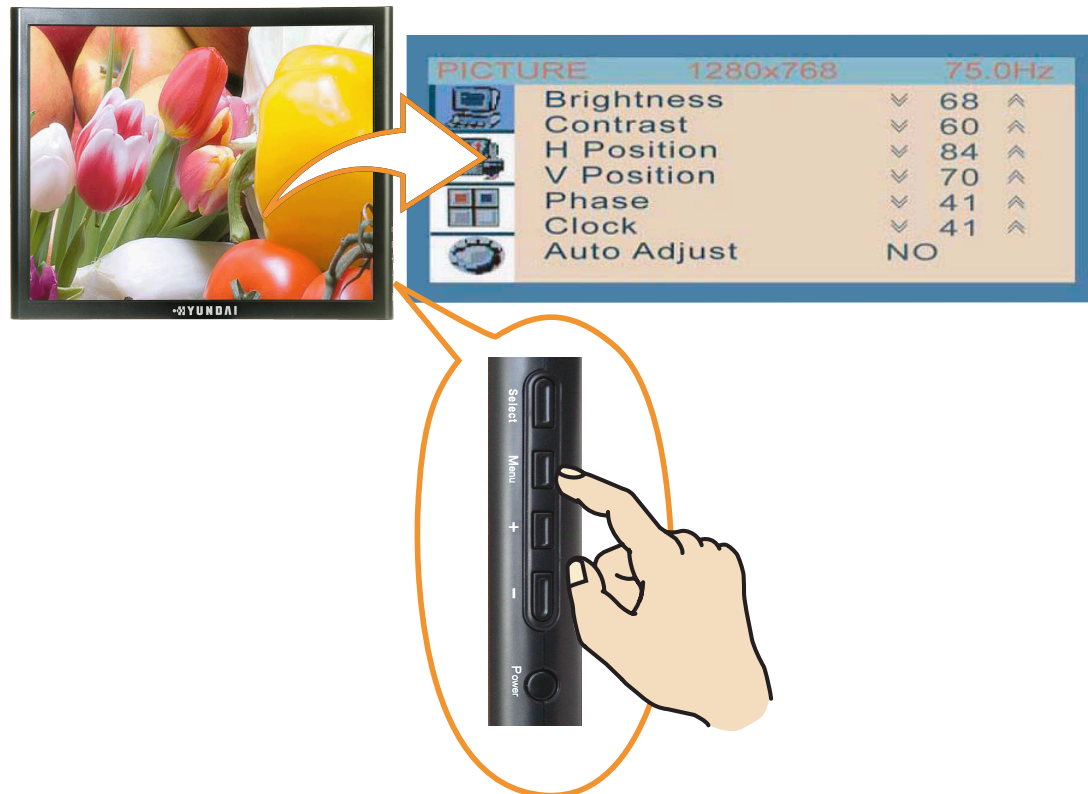 HYUNDAI
PICTURE 1280x768 75.0Hz
Brightness 68
Contrast 60
H Position 84
V Position 70
Phase 41
Clock 41
Auto Adjust NO
Select
Menu
+
-
Power